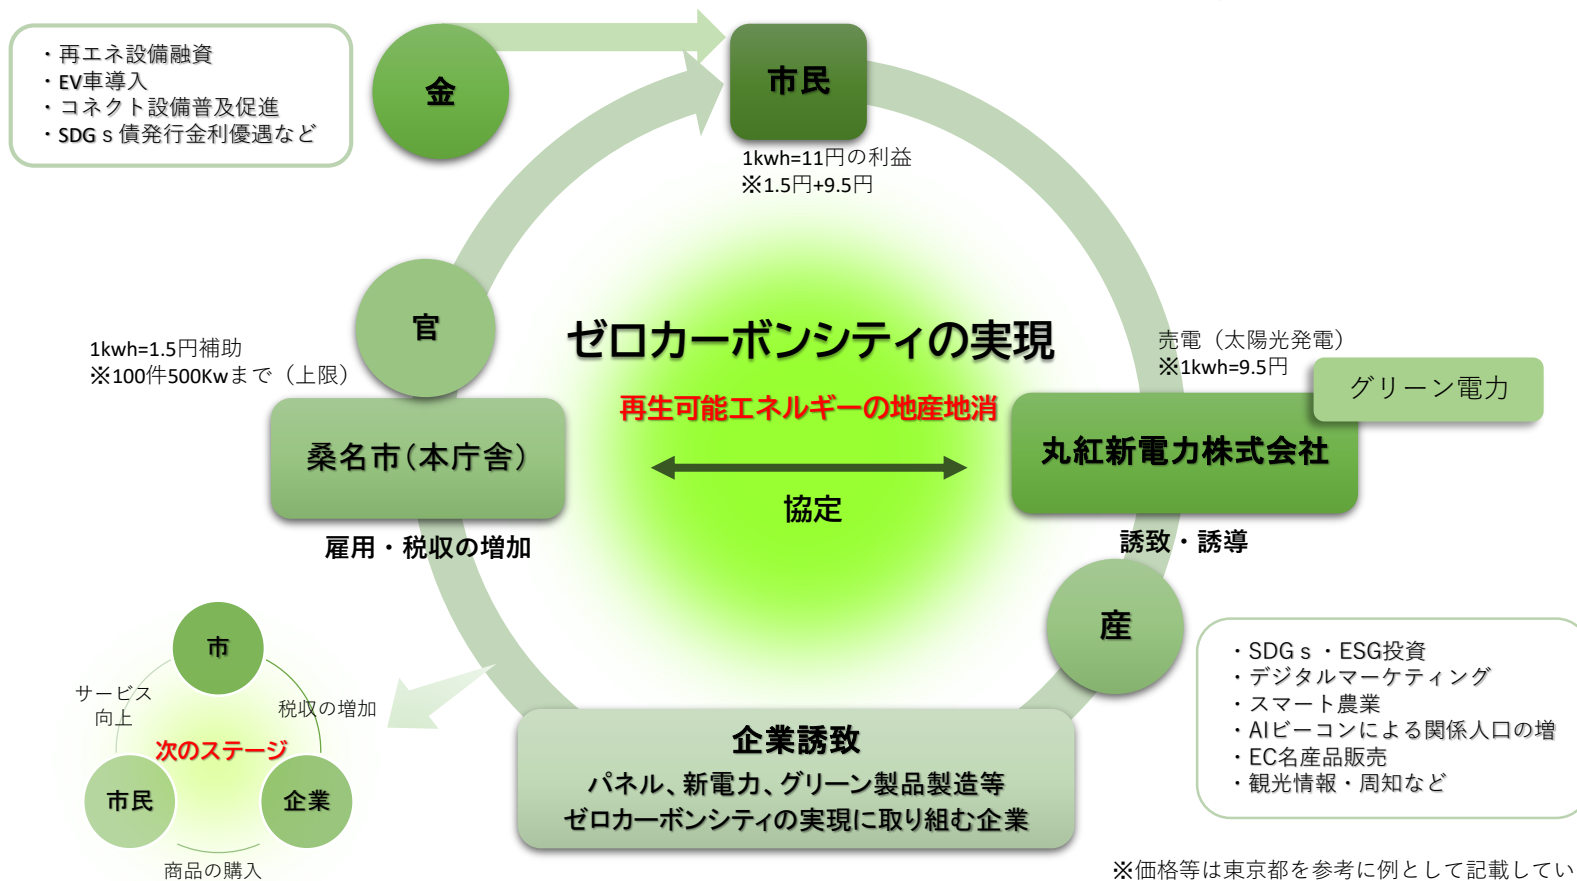 ・再エネ設備融資
・EV車導入
・コネクト設備普及促進
・SDGｓ債発行金利優遇など
金
市民
1kwh=11円の利益
※1.5円+9.5円
官
1kwh=1.5円補助
※100件500Kwまで（上限）
桑名市（本庁舎）
雇用・税収の増加
ゼロカーボンシティの実現
再生可能エネルギーの地産地消
協定
売電（太陽光発電）
※1kwh=9.5円
グリーン電力
丸紅新電力株式会社
誘致・誘導
産
・SDGｓ・ESG投資
・デジタルマーケティング
・スマート農業
・AIビーコンによる関係人口の増
・EC名産品販売
・観光情報・周知など
企業誘致
パネル、新電力、グリーン製品製造等
ゼロカーボンシティの実現に取り組む企業
市
サービス
向上
税収の増加
次のステージ
市民
企業
商品の購入
※価格等は東京都を参考に例として記載してい